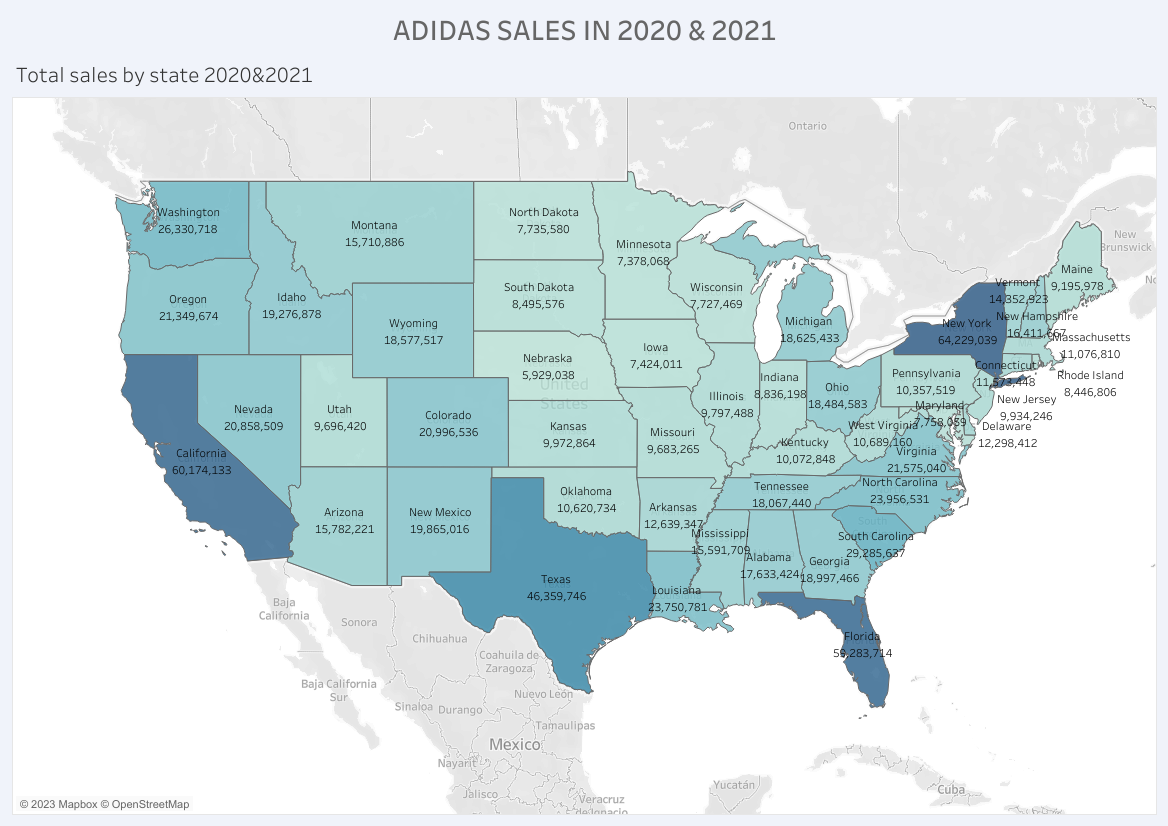 ADIDAS SALES IN 2020 & 2021
Total sales by state 2020&2021
Ontario
New
Brunswick
Washington
26,330,718
Montana
15,710,886
North Dakota
7,735,580
Minnesota
7,378,068
Maine
9,195,978
Oregon
21,349,674
Idaho
19,276,878
South Dakota
8,495,576
Wisconsin
7,727,469
Vermont
14,352,923
Wyoming
18,577,517
Michigan
18,625,433
New York
64,229,039
New Hampshire
16,411,667
Massachusetts
11,076,810
Nebraska
5,929,038
Iowa
7,424,011
Pennsylvania
10,357,519
Connecticut
11,573,448
Rhode Island
8,446,806
United
States
Nevada
20,858,509
Utah
9,696,420
Colorado
20,996,536
Kansas
9,972,864
Illinois
9,797,488
Indiana
8,836,198
Ohio
18,484,583
New Jersey
9,934,246
Maryland
7,758,059
California
60,174,133
Missouri
9,683,265
Kentucky
10,072,848
West Virginia
10,689,160
Delaware
12,298,412
Virginia
21,575,040
Arizona
15,782,221
New Mexico
19,865,016
Oklahoma
10,620,734
Arkansas
12,639,347
Tennessee
18,067,440
North Carolina
23,956,531
South
South Carolina
29,285,637
Mississippi
15,591,709
Alabama
17,633,424
Georgia
18,997,466
Texas
46,359,746
Louisiana
23,750,781
Florida
59,283,714
Baja
California
Sonora
Chihuahua
Coahuila de
Zaragoza
Baja California
Sur
Sinaloa
Durango
Nuevo León
Tamaulipas
Mexico
Nayarit
Jalisco
Veracruz
de Ignacio
Yucatán
Cuba
© 2023 Mapbox © OpenStreetMap